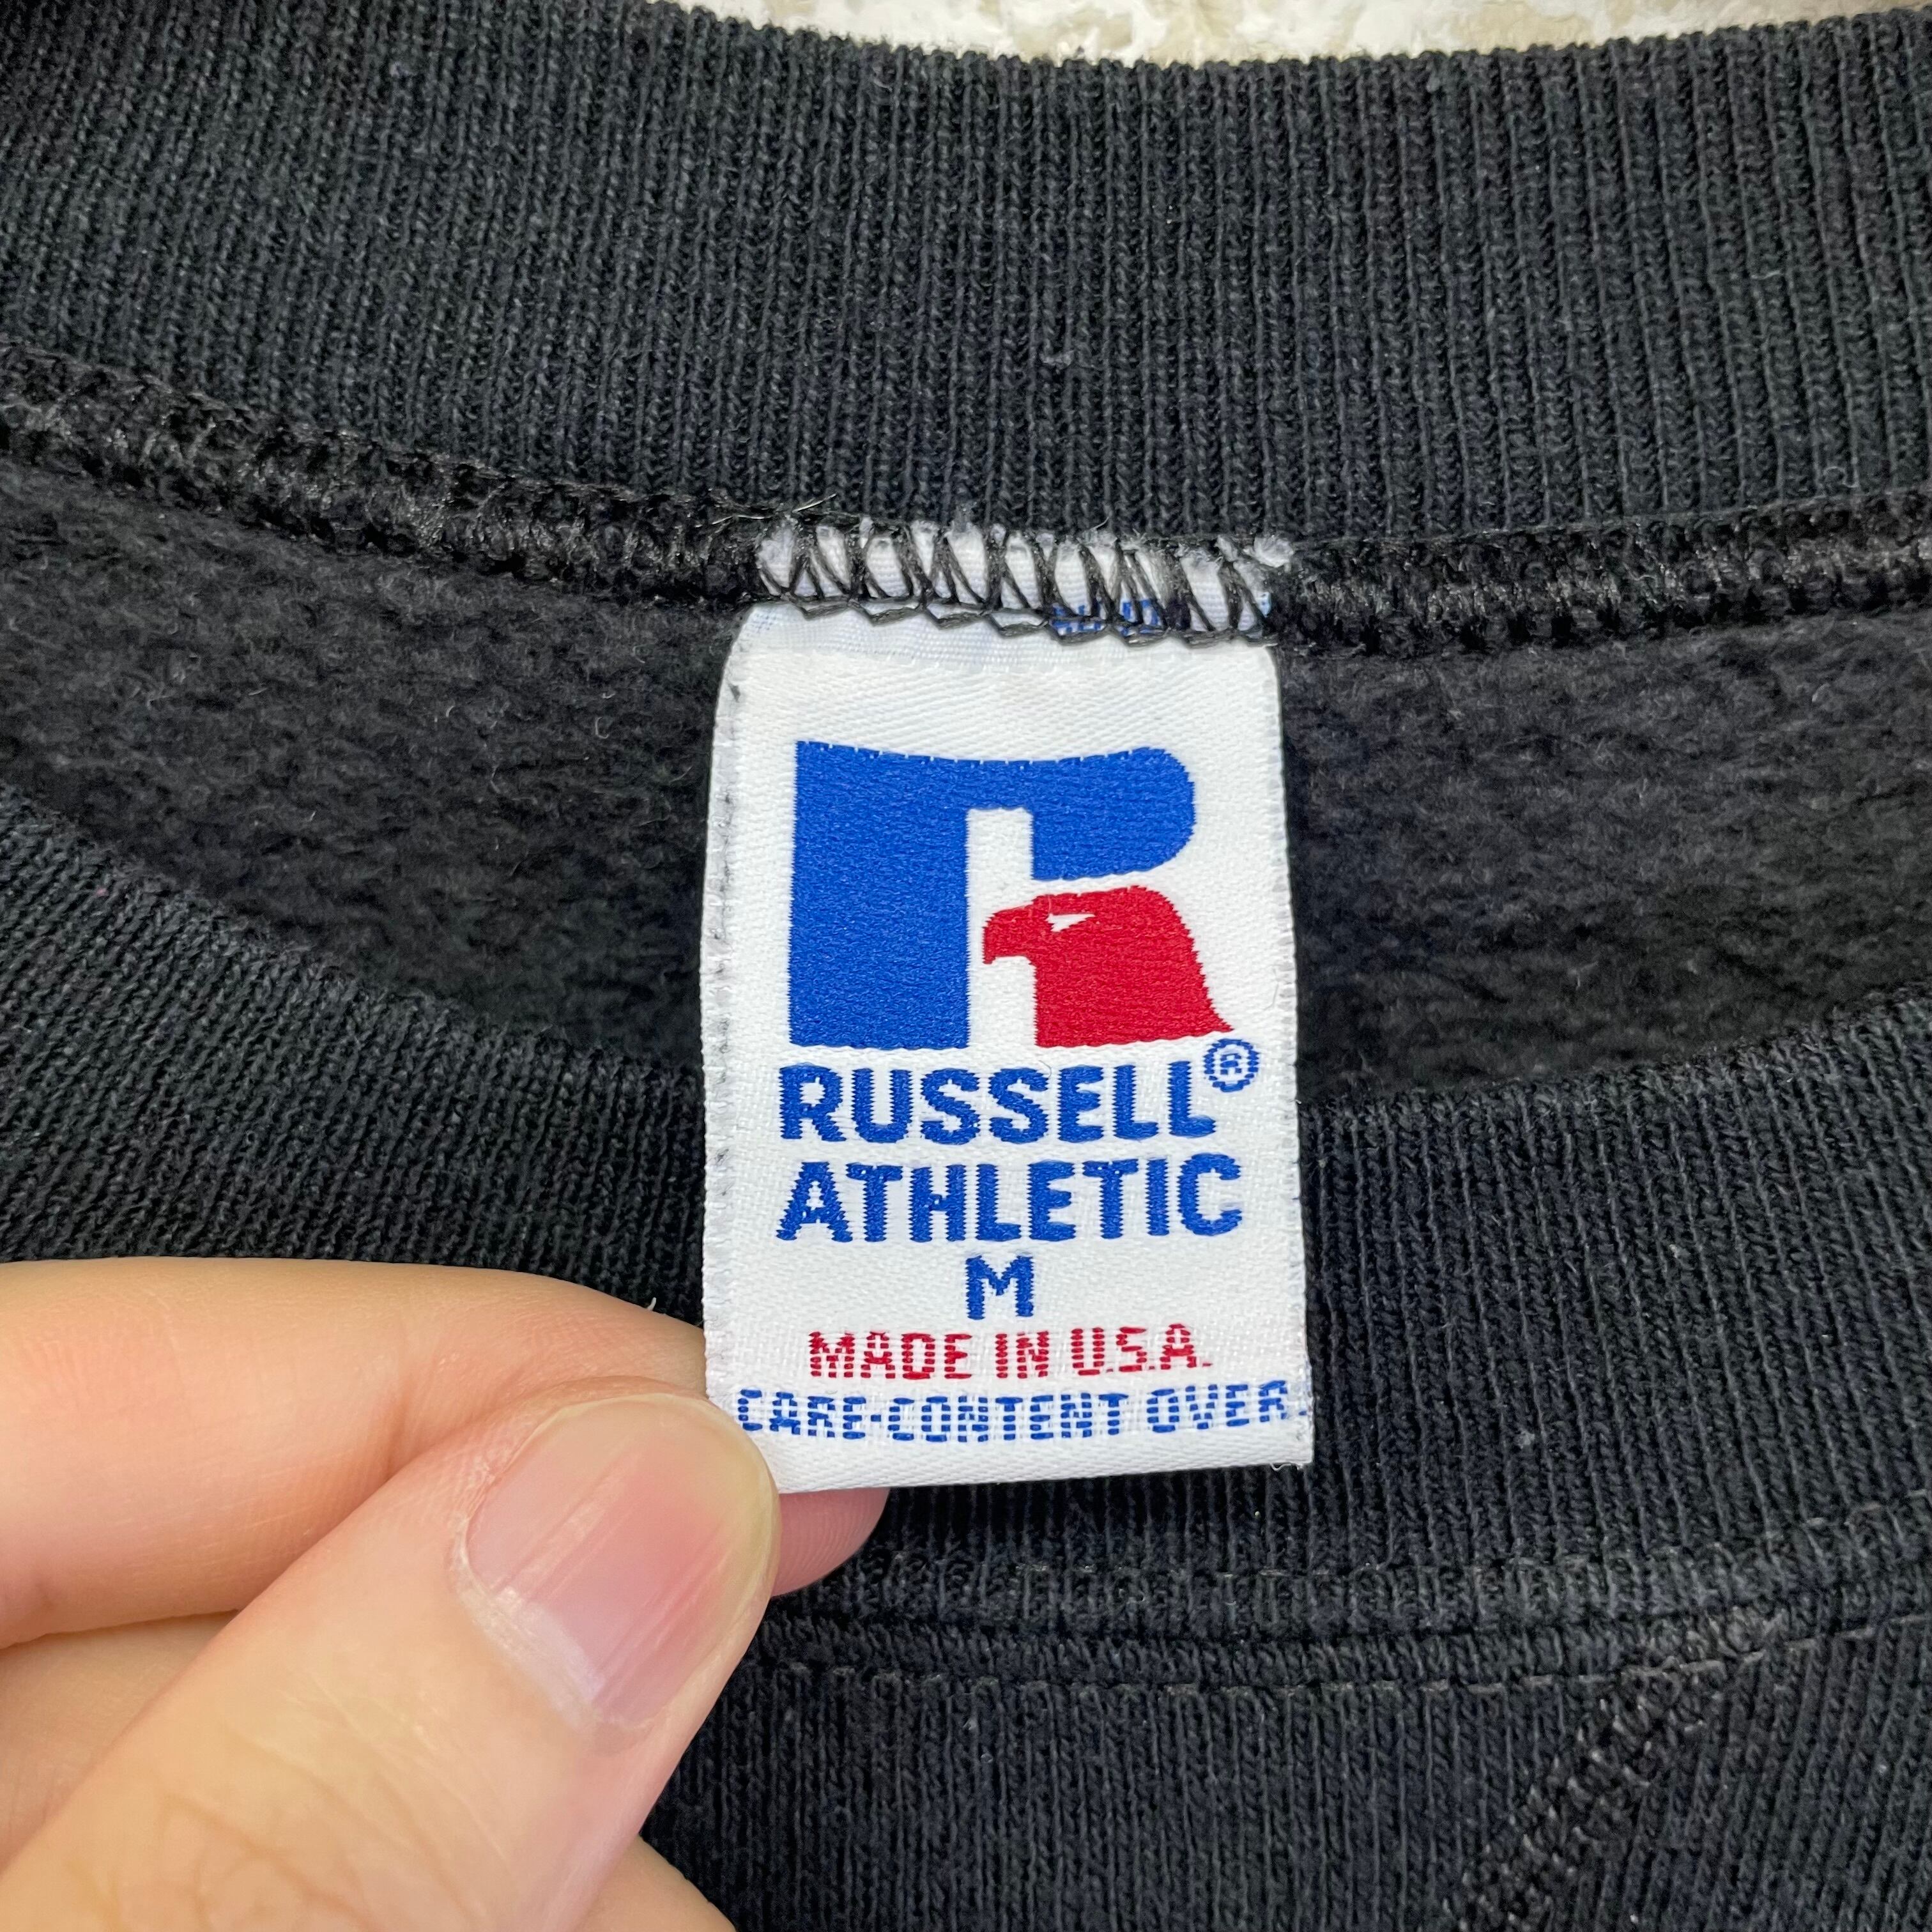 RUSSELL®
ATHLETIC
M
MADE IN U.S.A.
CARE-CONTENT OVER.